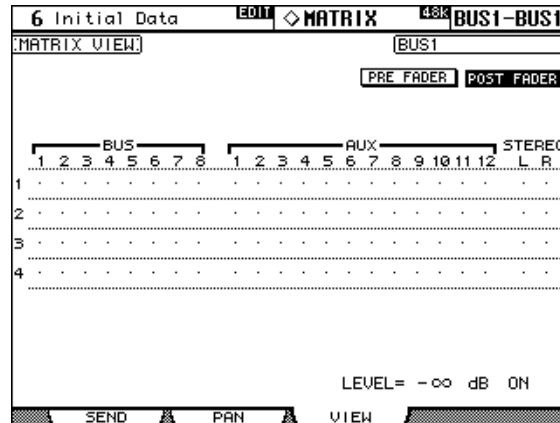 6 Initial Data EDIT ◇MATRIX 48k BUS1-BUS1
MATRIX VIEW BUS1
PRE FADER POST FADER
BUS AUX STEREO
1 2 3 4 5 6 7 8 1 2 3 4 5 6 7 8 9 10 11 12 L R
1
2
3
4
LEVEL= -∞ dB ON
SEND PAN VIEW